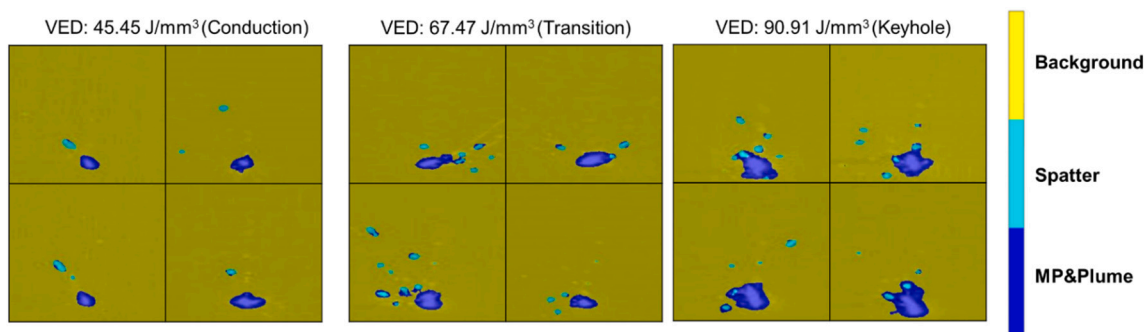 VED: 45.45 J/mm³ (Conduction)
VED: 67.47 J/mm³ (Transition)
VED: 90.91 J/mm³ (Keyhole)
Background
Spatter
MP&Plume